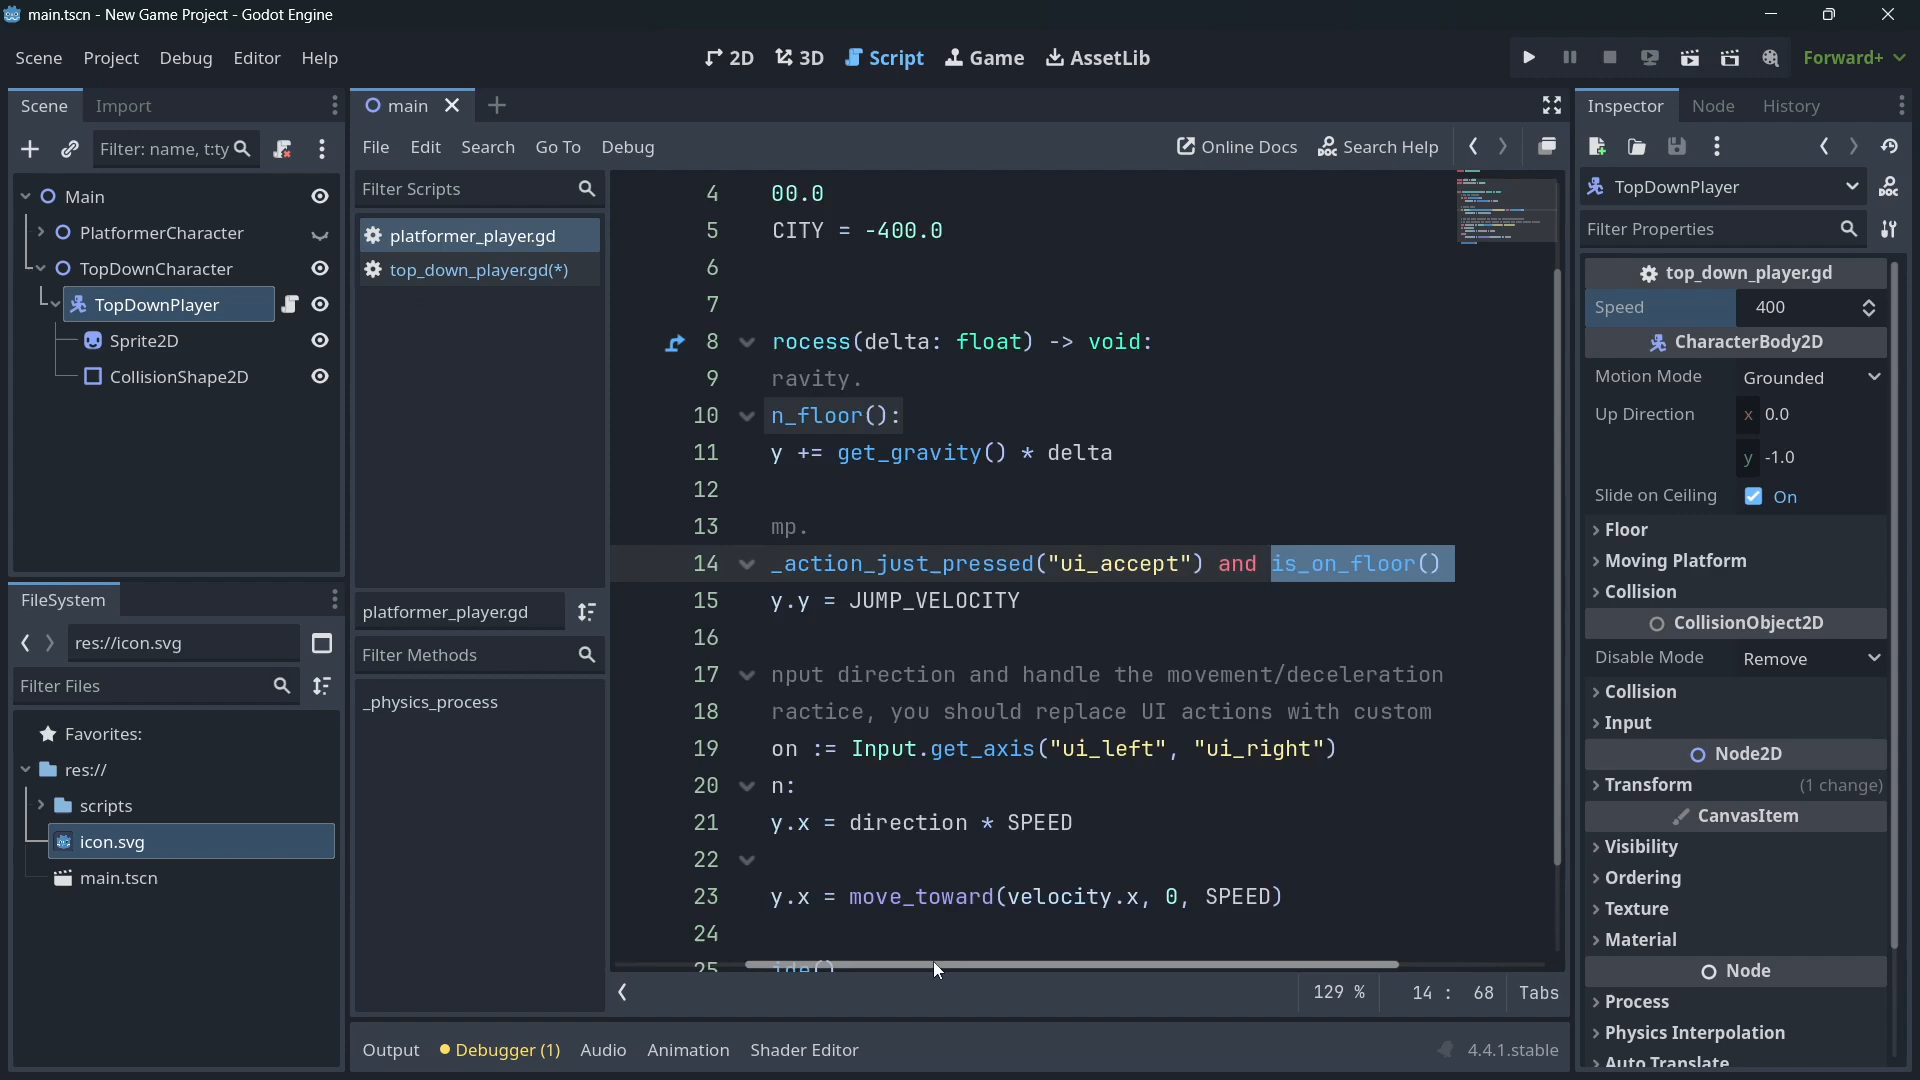 main.tscn - New Game Project - Godot Engine
Scene Project Debug Editor Help
2D 3D Script Game AssetLib
Forward+
Scene Import
Filter: name, t:ty
Main
PlatformerCharacter
TopDownCharacter
TopDownPlayer
Sprite2D
CollisionShape2D
FileSystem
res://icon.svg
Filter Files
Favorites:
res://
scripts
icon.svg
main.tscn
main
File Edit Search Go To Debug
Online Docs Search Help
Filter Scripts
platformer_player.gd
top_down_player.gd(*)
platformer_player.gd
Filter Methods
_physics_process
4 00.0
5 CITY = -400.0
6
7
8 rocess(delta: float) -> void:
9 ravity.
10 n_floor():
11 y += get_gravity() * delta
12
13 mp.
14 _action_just_pressed("ui_accept") and is_on_floor()
15 y.y = JUMP_VELOCITY
16
17 nput direction and handle the movement/deceleration
18 ractice, you should replace UI actions with custom
19 on := Input.get_axis("ui_left", "ui_right")
20 n:
21 y.x = direction * SPEED
22
23 y.x = move_toward(velocity.x, 0, SPEED)
24
25 ide()
129 % 14 : 68 Tabs
Output Debugger (1) Audio Animation Shader Editor
4.4.1.stable
Inspector Node History
TopDownPlayer
Filter Properties
top_down_player.gd
Speed 400
CharacterBody2D
Motion Mode Grounded
Up Direction x 0.0
y -1.0
Slide on Ceiling On
Floor
Moving Platform
Collision
CollisionObject2D
Disable Mode Remove
Collision
Input
Node2D
Transform (1 change)
CanvasItem
Visibility
Ordering
Texture
Material
Node
Process
Physics Interpolation
Auto Translate